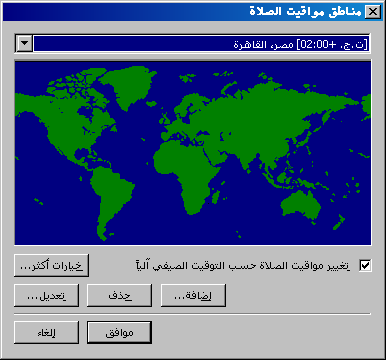 مناطق مواقيت الصلاة
[ت.ج. +02:00] مصر، القاهرة
تغيير مواقيت الصلاة حسب التوقيت الصيفي آلياً
خيارات أكثر...
إضافة...
حذف
تعديل...
موافق
إلغاء